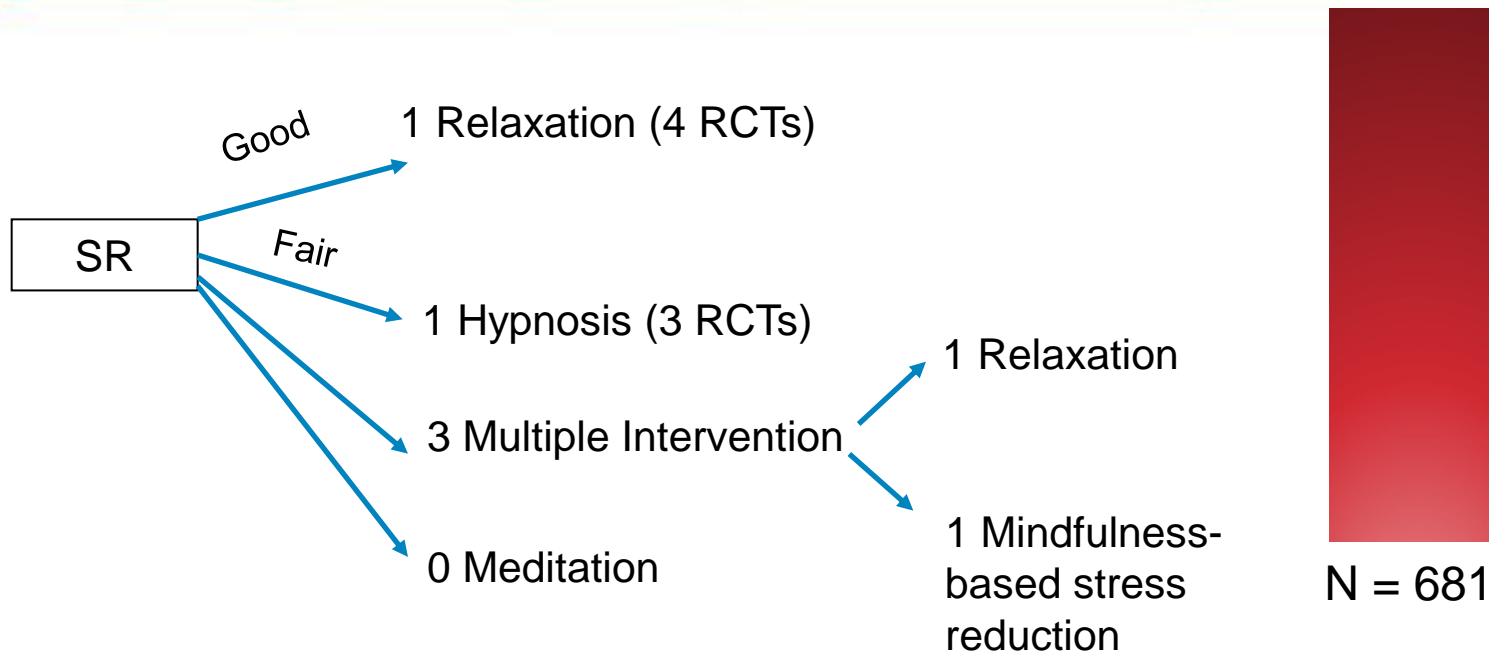 Good
1 Relaxation (4 RCTs)
SR
Fair
1 Hypnosis (3 RCTs)
1 Relaxation
3 Multiple Intervention
0 Meditation
1 Mindfulness-
based stress
reduction
N = 681